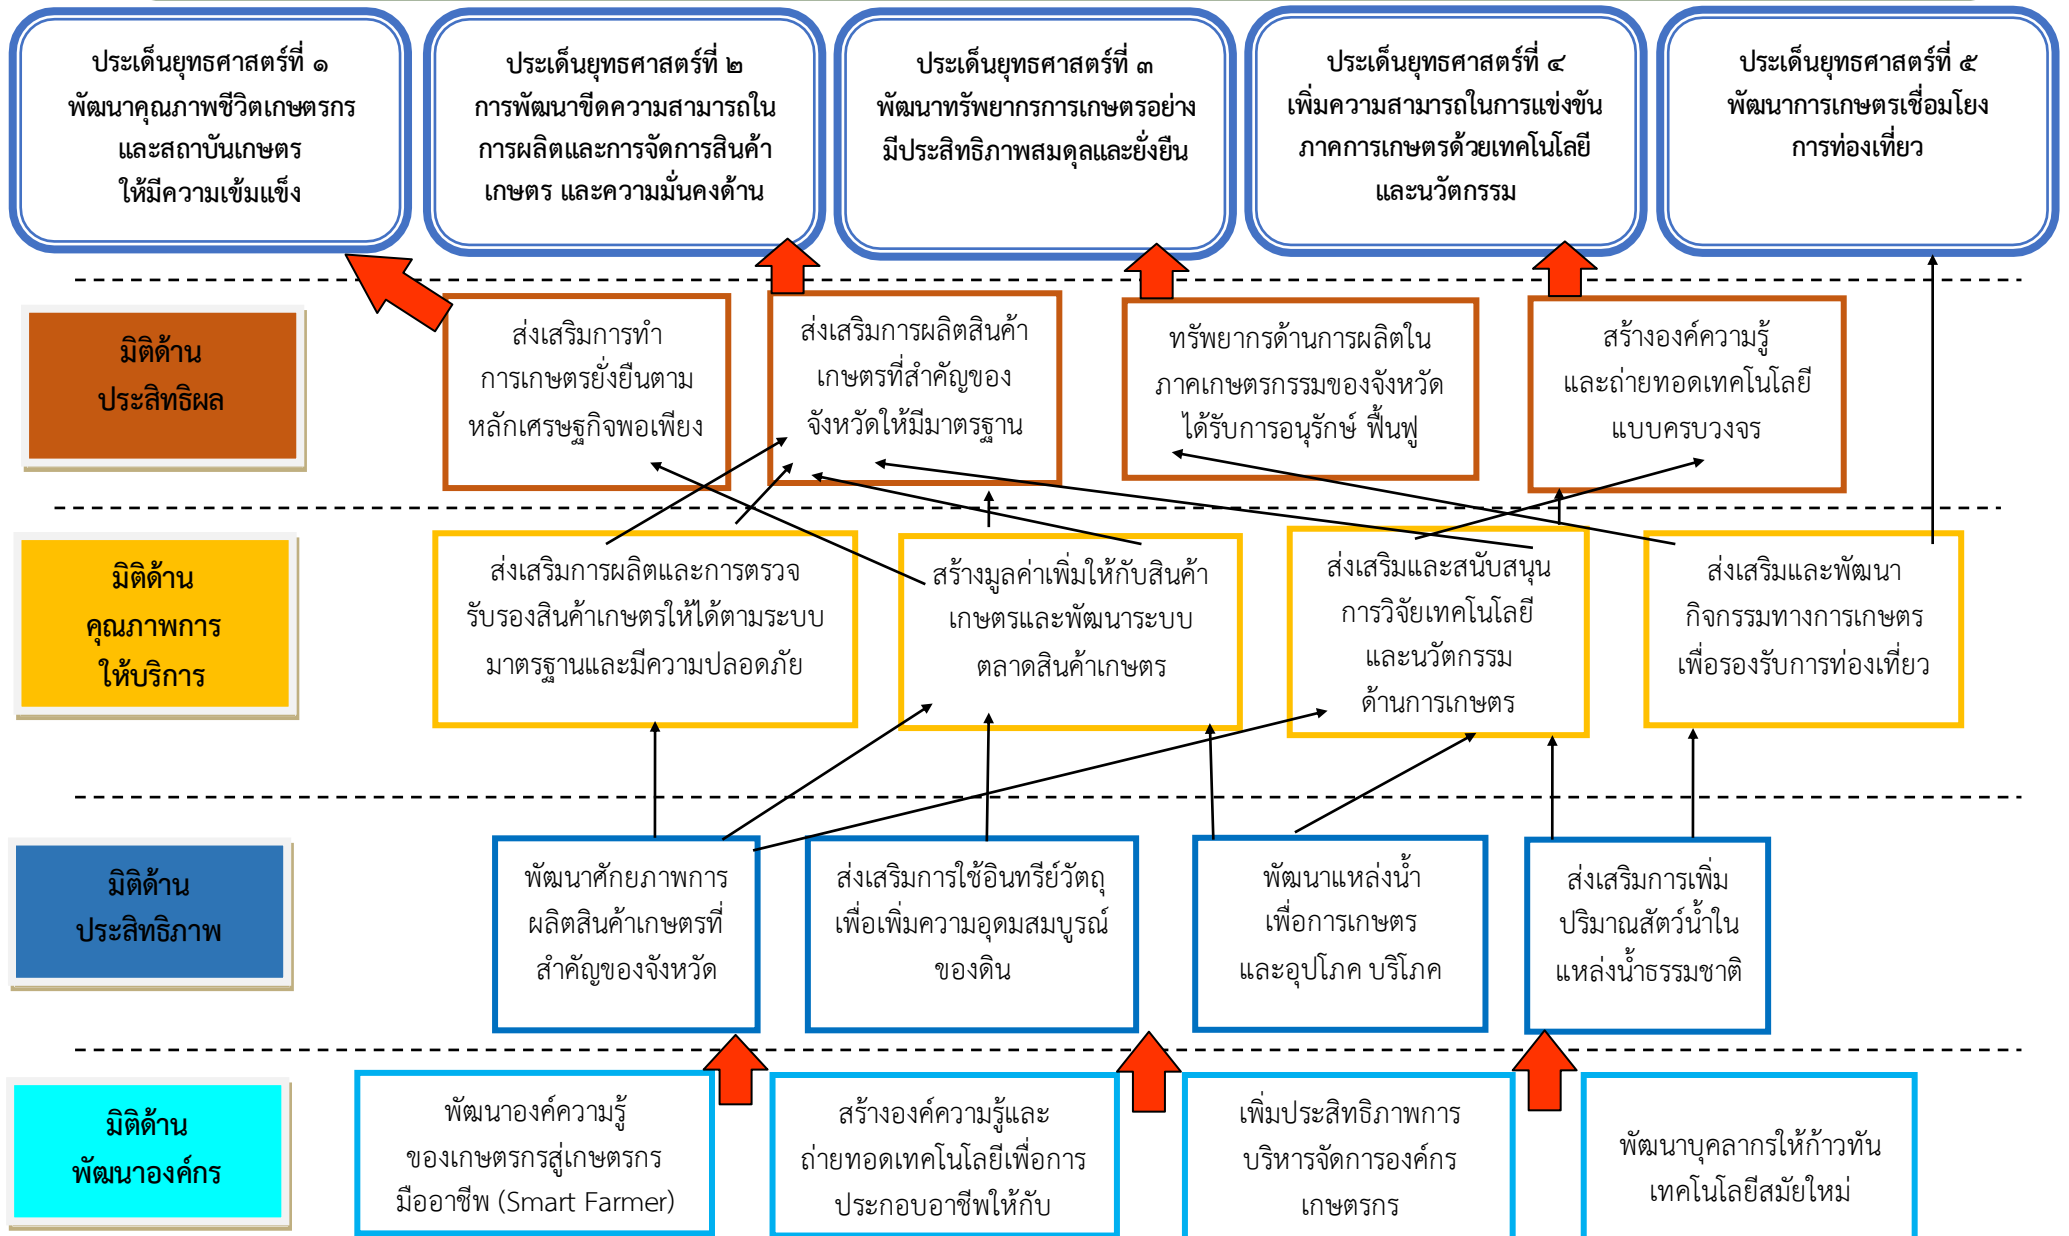 ประเด็นยุทธศาสตร์ที่ ๑
พัฒนาคุณภาพชีวิตเกษตรกร
และสถาบันเกษตร
ให้มีความเข้มแข็ง
ประเด็นยุทธศาสตร์ที่ ๒
การพัฒนาขีดความสามารถใน
การผลิตและการจัดการสินค้า
เกษตร และความมั่นคงด้าน
ประเด็นยุทธศาสตร์ที่ ๓
พัฒนาทรัพยากรการเกษตรอย่าง
มีประสิทธิภาพสมดุลและยั่งยืน
ประเด็นยุทธศาสตร์ที่ ๔
เพิ่มความสามารถในการแข่งขัน
ภาคการเกษตรด้วยเทคโนโลยี
และนวัตกรรม
ประเด็นยุทธศาสตร์ที่ ๕
พัฒนาการเกษตรเชื่อมโยง
การท่องเที่ยว
มิติด้าน
ประสิทธิผล
ส่งเสริมการทำ
การเกษตรยั่งยืนตาม
หลักเศรษฐกิจพอเพียง
ส่งเสริมการผลิตสินค้า
เกษตรที่สำคัญของ
จังหวัดให้มีมาตรฐาน
ทรัพยากรด้านการผลิตใน
ภาคเกษตรกรรมของจังหวัด
ได้รับการอนุรักษ์ ฟื้นฟู
สร้างองค์ความรู้
และถ่ายทอดเทคโนโลยี
แบบครบวงจร
มิติด้าน
คุณภาพการ
ให้บริการ
ส่งเสริมการผลิตและการตรวจ
รับรองสินค้าเกษตรให้ได้ตามระบบ
มาตรฐานและมีความปลอดภัย
สร้างมูลค่าเพิ่มให้กับสินค้า
เกษตรและพัฒนาระบบ
ตลาดสินค้าเกษตร
ส่งเสริมและสนับสนุน
การวิจัยเทคโนโลยี
และนวัตกรรม
ด้านการเกษตร
ส่งเสริมและพัฒนา
กิจกรรมทางการเกษตร
เพื่อรองรับการท่องเที่ยว
มิติด้าน
ประสิทธิภาพ
พัฒนาศักยภาพการ
ผลิตสินค้าเกษตรที่
สำคัญของจังหวัด
ส่งเสริมการใช้อินทรีย์วัตถุ
เพื่อเพิ่มความอุดมสมบูรณ์
ของดิน
พัฒนาแหล่งน้ำ
เพื่อการเกษตร
และอุปโภค บริโภค
ส่งเสริมการเพิ่ม
ปริมาณสัตว์น้ำใน
แหล่งน้ำธรรมชาติ
มิติด้าน
พัฒนาองค์กร
พัฒนาองค์ความรู้
ของเกษตรกรสู่เกษตรกร
มืออาชีพ (Smart Farmer)
สร้างองค์ความรู้และ
ถ่ายทอดเทคโนโลยีเพื่อการ
ประกอบอาชีพให้กับ
เพิ่มประสิทธิภาพการ
บริหารจัดการองค์กร
เกษตรกร
พัฒนาบุคลากรให้ก้าวทัน
เทคโนโลยีสมัยใหม่